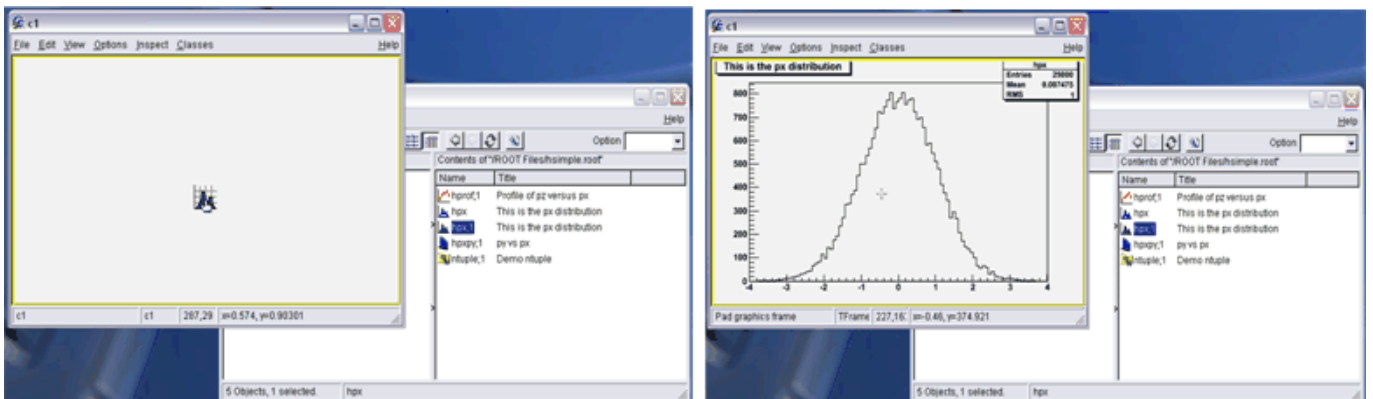 c1
File Edit View Options Inspect Classes Help
Help
Option
Contents of "/ROOT Files/hsimple.root"
Name Title
hprof;1 Profile of pz versus px
hpx This is the px distribution
hpx;1 This is the px distribution
hpxpy;1 py vs px
ntuple;1 Demo ntuple
c1 c1 287,29 x=0.574, y=0.90301
5 Objects, 1 selected. hpx
c1
File Edit View Options Inspect Classes Help
This is the px distribution
hpx
Entries 25000
Mean
RMS 1
800
700
600
500
400
300
200
100
0
-4 -3 -2 -1 0 1 2 3 4
Pad graphics frame TFrame 227,16 x=-0.46, y=374.921
Help
Option
Contents of "/ROOT Files/hsimple.root"
Name Title
hprof;1 Profile of pz versus px
hpx This is the px distribution
hpx;1 This is the px distribution
hpxpy;1 py vs px
ntuple;1 Demo ntuple
5 Objects, 1 selected. hpx